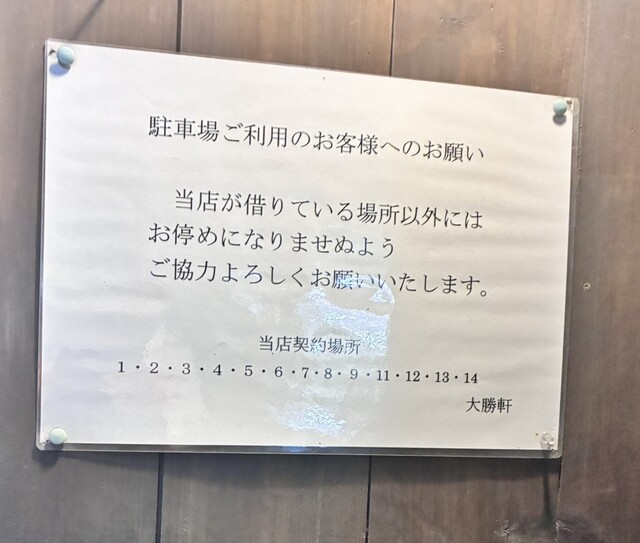 駐車場ご利用のお客様へのお願い
当店が借りている場所以外には
お停めになりませぬよう
ご協力よろしくお願いいたします。
当店契約場所
1・2・3・4・5・6・7・8・9・11・12・13・14
大勝軒